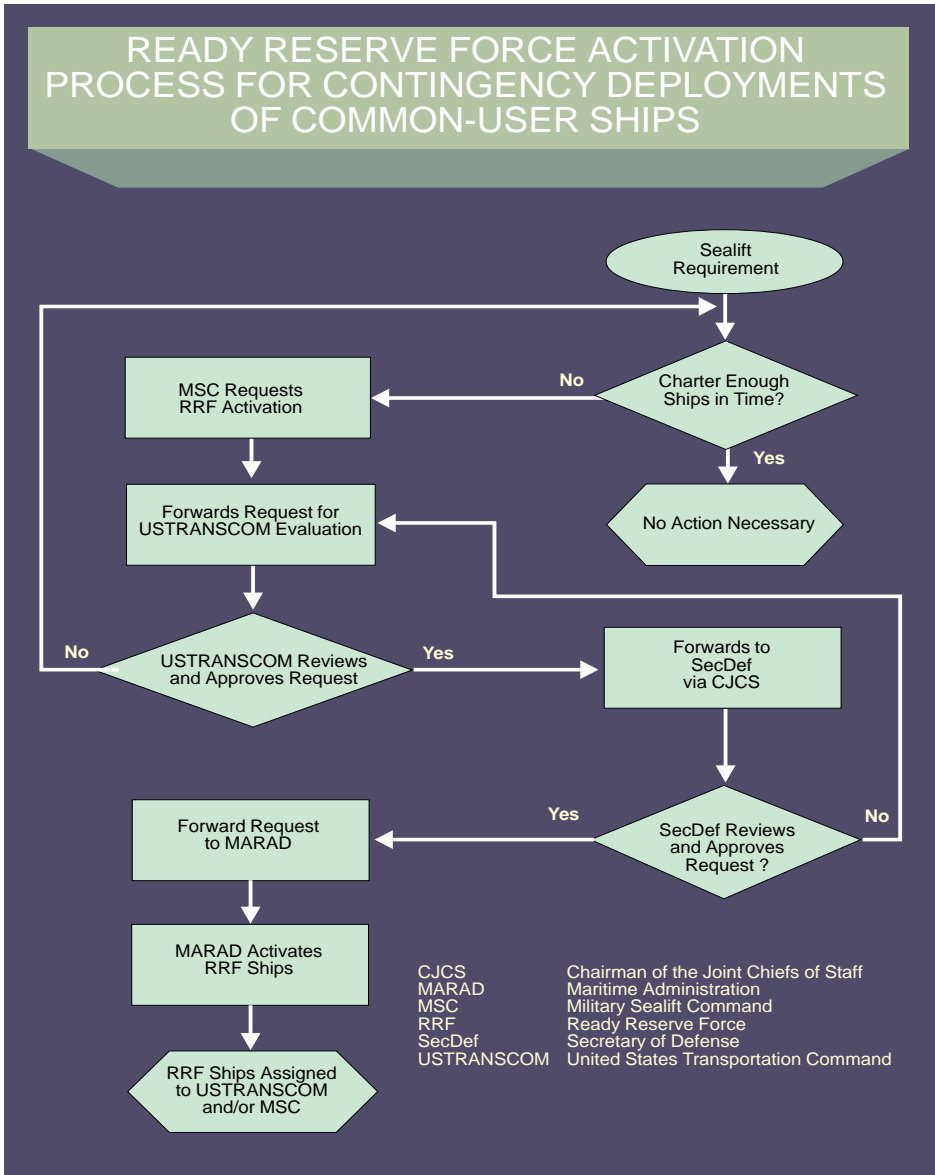 READY RESERVE FORCE ACTIVATION
PROCESS FOR CONTINGENCY DEPLOYMENTS
OF COMMON-USER SHIPS
Sealift
Requirement
Charter Enough
Ships in Time?
No
Yes
No Action Necessary
MSC Requests
RRF Activation
Forwards Request for
USTRANSCOM Evaluation
USTRANSCOM Reviews
and Approves Request
No
Yes
Forwards to
SecDef
via CJCS
SecDef Reviews
and Approves
Request ?
No
Yes
Forward Request
to MARAD
MARAD Activates
RRF Ships
RRF Ships Assigned
to USTRANSCOM
and/or MSC
CJCS Chairman of the Joint Chiefs of Staff
MARAD Maritime Administration
MSC Military Sealift Command
RRF Ready Reserve Force
SecDef Secretary of Defense
USTRANSCOM United States Transportation Command